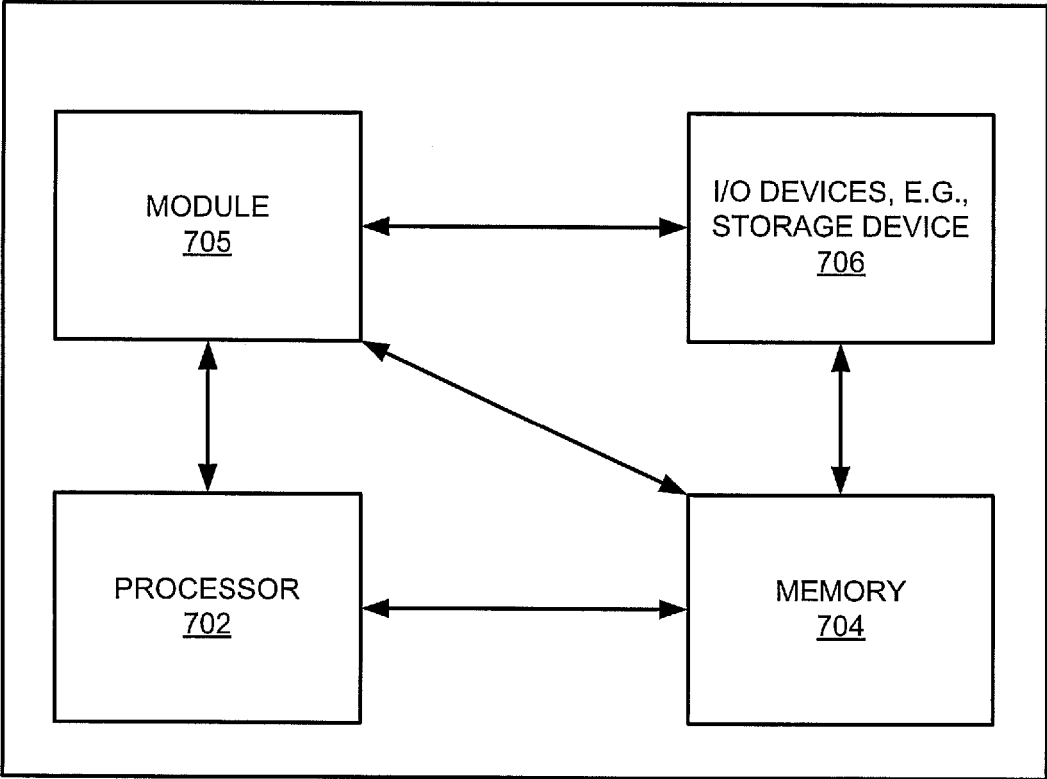 MODULE
705
I/O DEVICES, E.G.,
STORAGE DEVICE
706
PROCESSOR
702
MEMORY
704